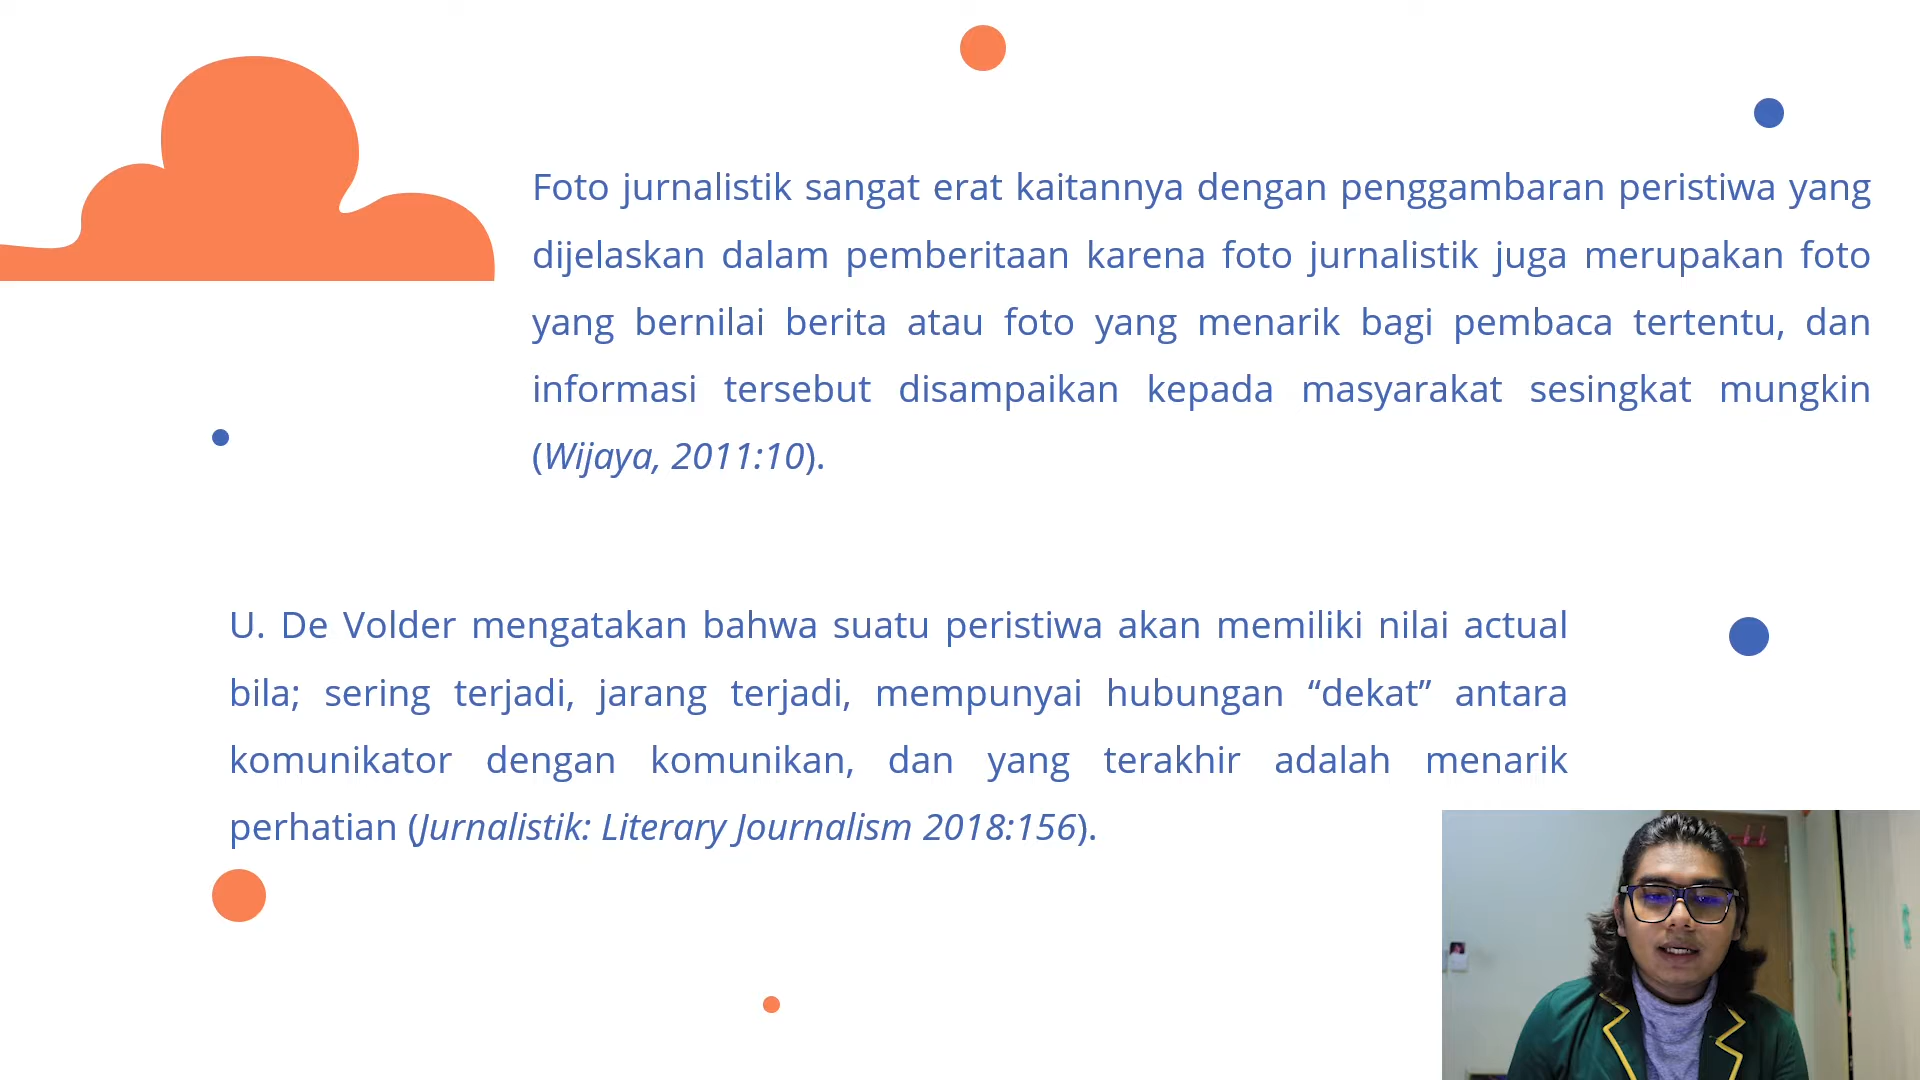 Foto jurnalistik sangat erat kaitannya dengan penggambaran peristiwa yang
dijelaskan dalam pemberitaan karena foto jurnalistik juga merupakan foto
yang bernilai berita atau foto yang menarik bagi pembaca tertentu, dan
informasi tersebut disampaikan kepada masyarakat sesingkat mungkin
(Wijaya, 2011:10).
U. De Volder mengatakan bahwa suatu peristiwa akan memiliki nilai actual
bila; sering terjadi, jarang terjadi, mempunyai hubungan “dekat” antara
komunikator dengan komunikan, dan yang terakhir adalah menarik
perhatian (Jurnalistik: Literary Journalism 2018:156).